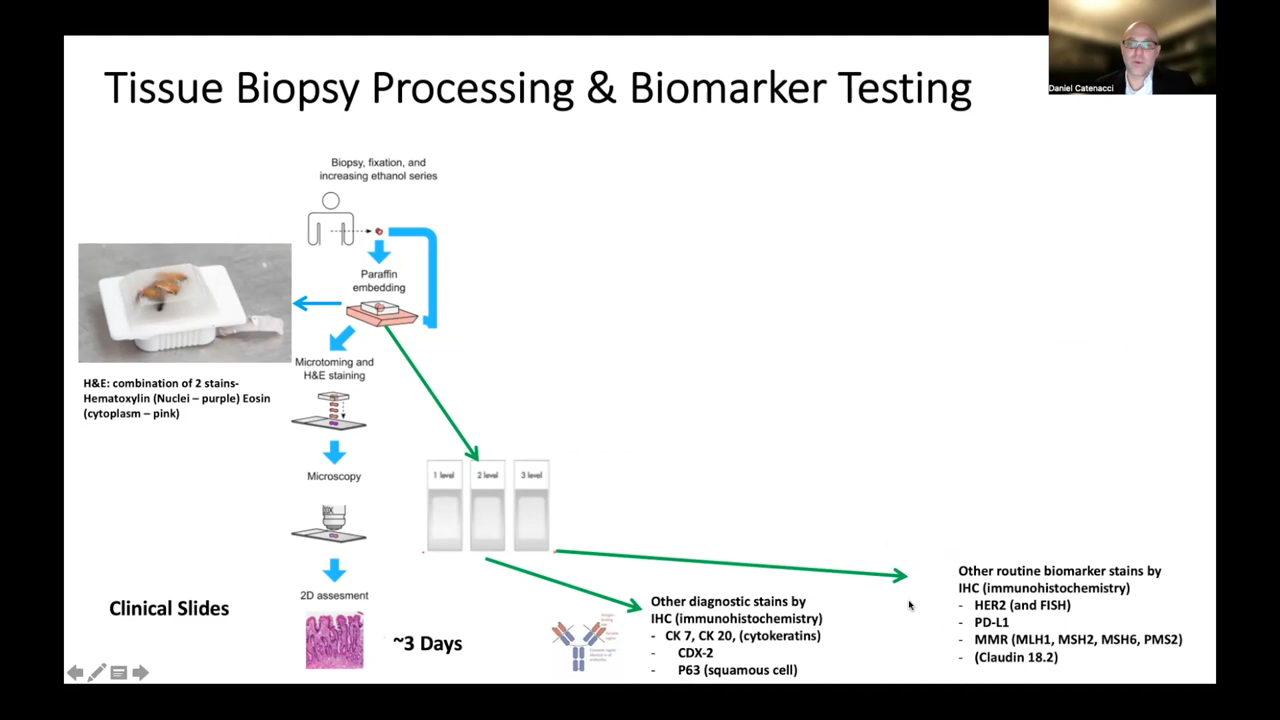 Tissue Biopsy Processing & Biomarker Testing
Daniel Catenacci
Biopsy, fixation, and
increasing ethanol series
Paraffin
embedding
Microtoming and
H&E staining
H&E: combination of 2 stains-
Hematoxylin (Nuclei – purple) Eosin
(cytoplasm – pink)
Microscopy
1 level
2 level
3 level
2D assesment
Clinical Slides
~3 Days
Other diagnostic stains by
IHC (immunohistochemistry)
- CK 7, CK 20, (cytokeratins)
- CDX-2
- P63 (squamous cell)
Other routine biomarker stains by
IHC (immunohistochemistry)
- HER2 (and FISH)
- PD-L1
- MMR (MLH1, MSH2, MSH6, PMS2)
- (Claudin 18.2)